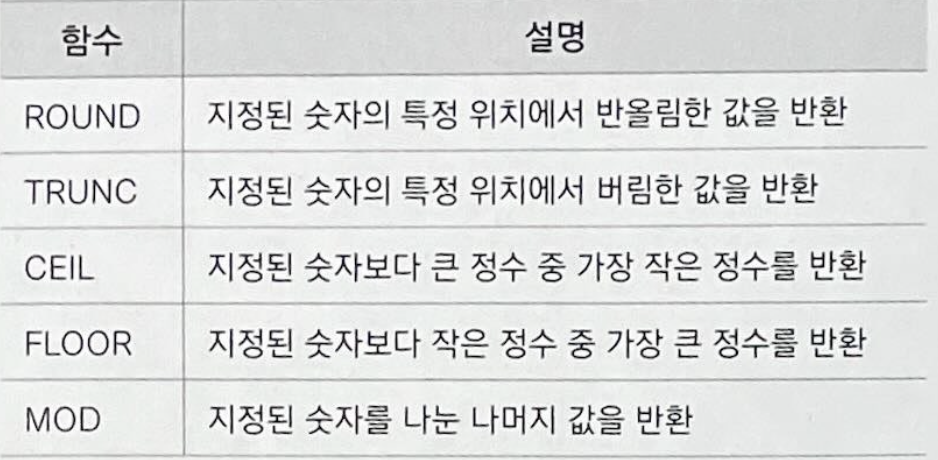 함수 설명
ROUND 지정된 숫자의 특정 위치에서 반올림한 값을 반환
TRUNC 지정된 숫자의 특정 위치에서 버림한 값을 반환
CEIL 지정된 숫자보다 큰 정수 중 가장 작은 정수를 반환
FLOOR 지정된 숫자보다 작은 정수 중 가장 큰 정수를 반환
MOD 지정된 숫자를 나눈 나머지 값을 반환